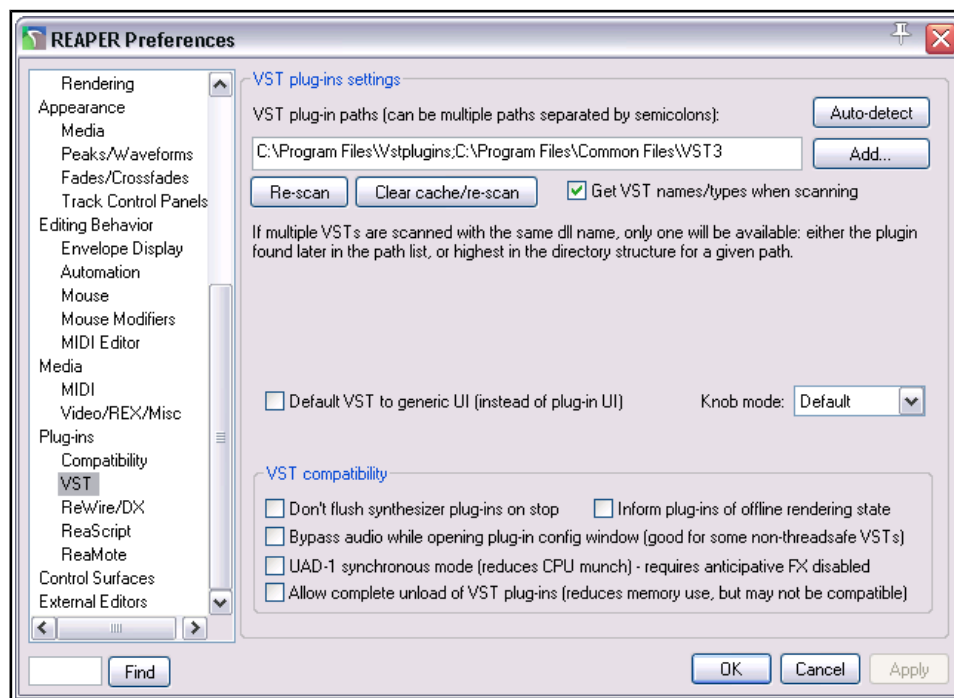 REAPER Preferences
Rendering
Appearance
Media
Peaks/Waveforms
Fades/Crossfades
Track Control Panels
Editing Behavior
Envelope Display
Automation
Mouse
Mouse Modifiers
MIDI Editor
Media
MIDI
Video/REX/Misc
Plug-ins
Compatibility
VST
ReWire/DX
ReaScript
ReaMote
Control Surfaces
External Editors
Find
VST plug-ins settings
VST plug-in paths (can be multiple paths separated by semicolons):
Auto-detect
C:\Program Files\Vstplugins;C:\Program Files\Common Files\VST3
Add...
Re-scan
Clear cache/re-scan
Get VST names/types when scanning
If multiple VSTs are scanned with the same dll name, only one will be available: either the plugin
found later in the path list, or highest in the directory structure for a given path.
Default VST to generic UI (instead of plug-in UI)
Knob mode:
Default
VST compatibility
Don't flush synthesizer plug-ins on stop
Inform plug-ins of offline rendering state
Bypass audio while opening plug-in config window (good for some non-threadsafe VSTs)
UAD-1 synchronous mode (reduces CPU munch) - requires anticipative FX disabled
Allow complete unload of VST plug-ins (reduces memory use, but may not be compatible)
OK
Cancel
Apply